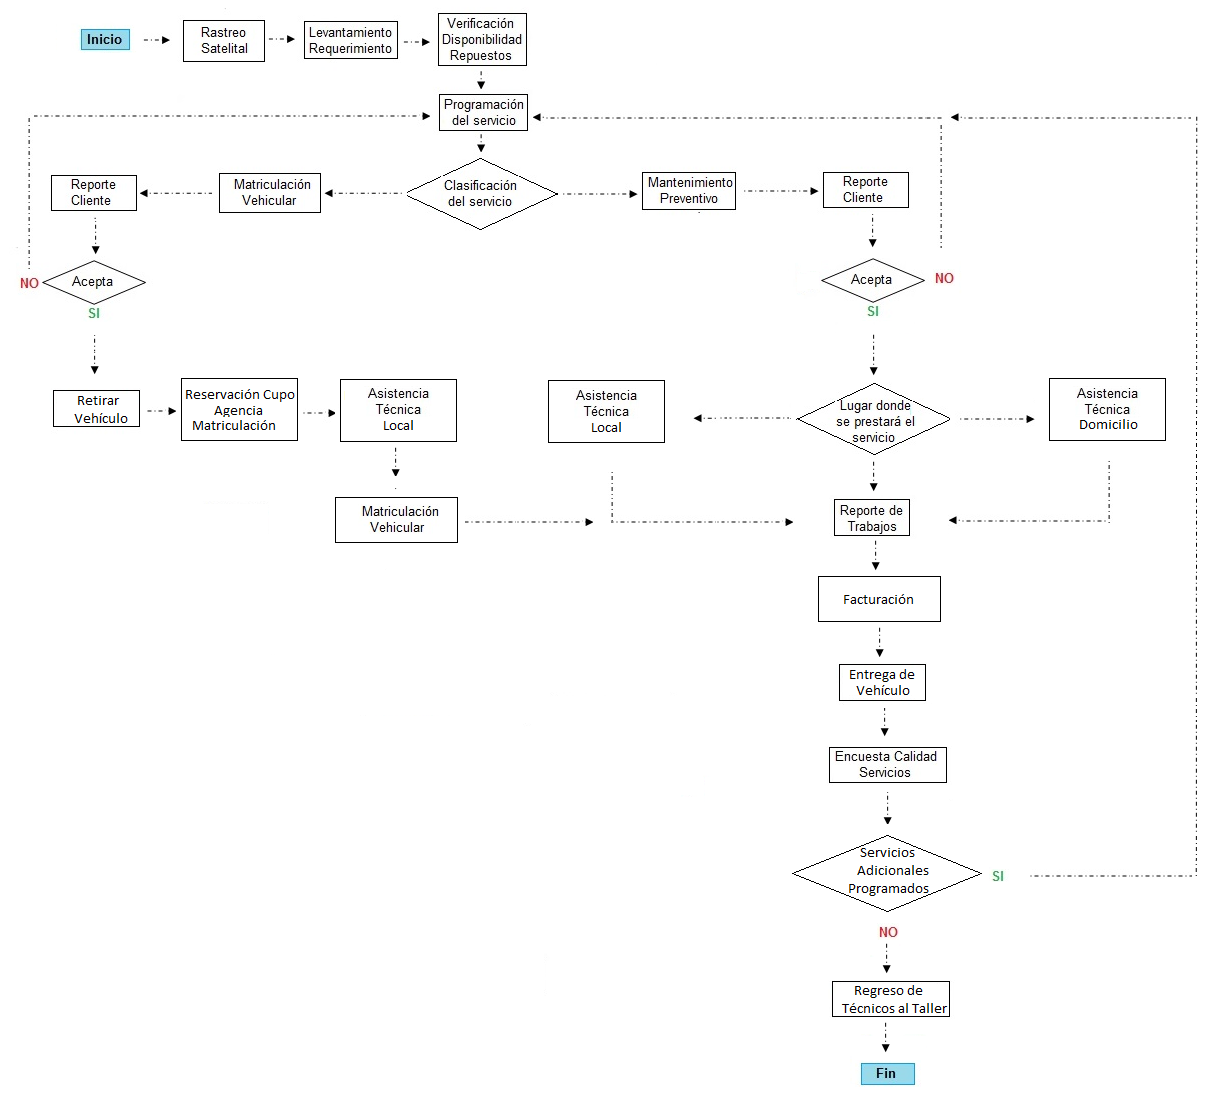 Inicio
Rastreo
Satelital
Levantamiento
Requerimiento
Verificación
Disponibilidad
Repuestos
Programación
del servicio
Clasificación
del servicio
Matriculación
Vehicular
Reporte
Cliente
Mantenimiento
Preventivo
Reporte
Cliente
Acepta
NO
SI
Acepta
NO
SI
Retirar
Vehículo
Reservación Cupo
Agencia
Matriculación
Asistencia
Técnica
Local
Matriculación
Vehicular
Asistencia
Técnica
Local
Lugar donde
se prestará el
servicio
Asistencia
Técnica
Domicilio
Reporte de
Trabajos
Facturación
Entrega de
Vehículo
Encuesta Calidad
Servicios
Servicios
Adicionales
Programados
SI
NO
Regreso de
Técnicos al Taller
Fin